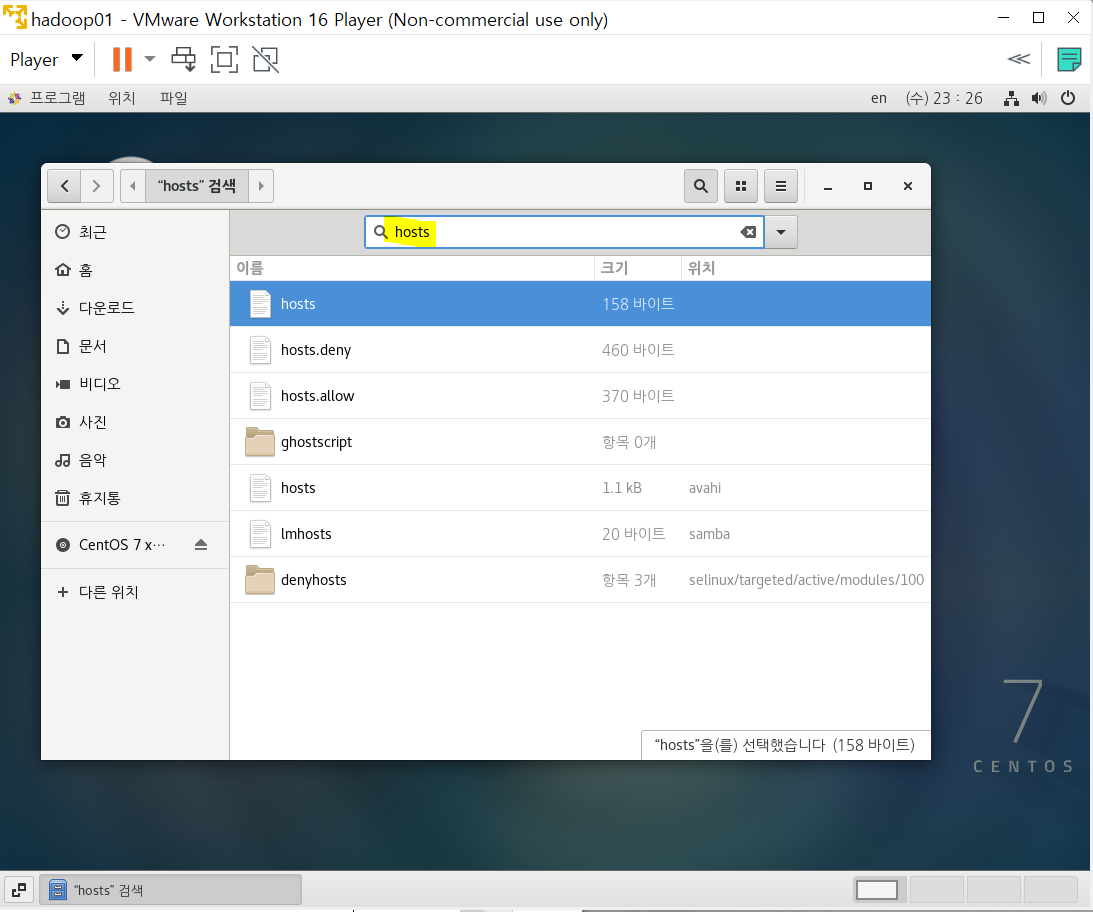 hadoop01 - VMware Workstation 16 Player (Non-commercial use only)
Player
프로그램 위치 파일 en (수) 23 : 26
“hosts” 검색
hosts
최근
홈
다운로드
문서
비디오
사진
음악
휴지통
CentOS 7 x…
다른 위치
이름 크기 위치
hosts 158 바이트
hosts.deny 460 바이트
hosts.allow 370 바이트
ghostscript 항목 0개
hosts 1.1 kB avahi
lmhosts 20 바이트 samba
denyhosts 항목 3개 selinux/targeted/active/modules/100
“hosts”을(를) 선택했습니다 (158 바이트)
7
CENTOS
“hosts” 검색